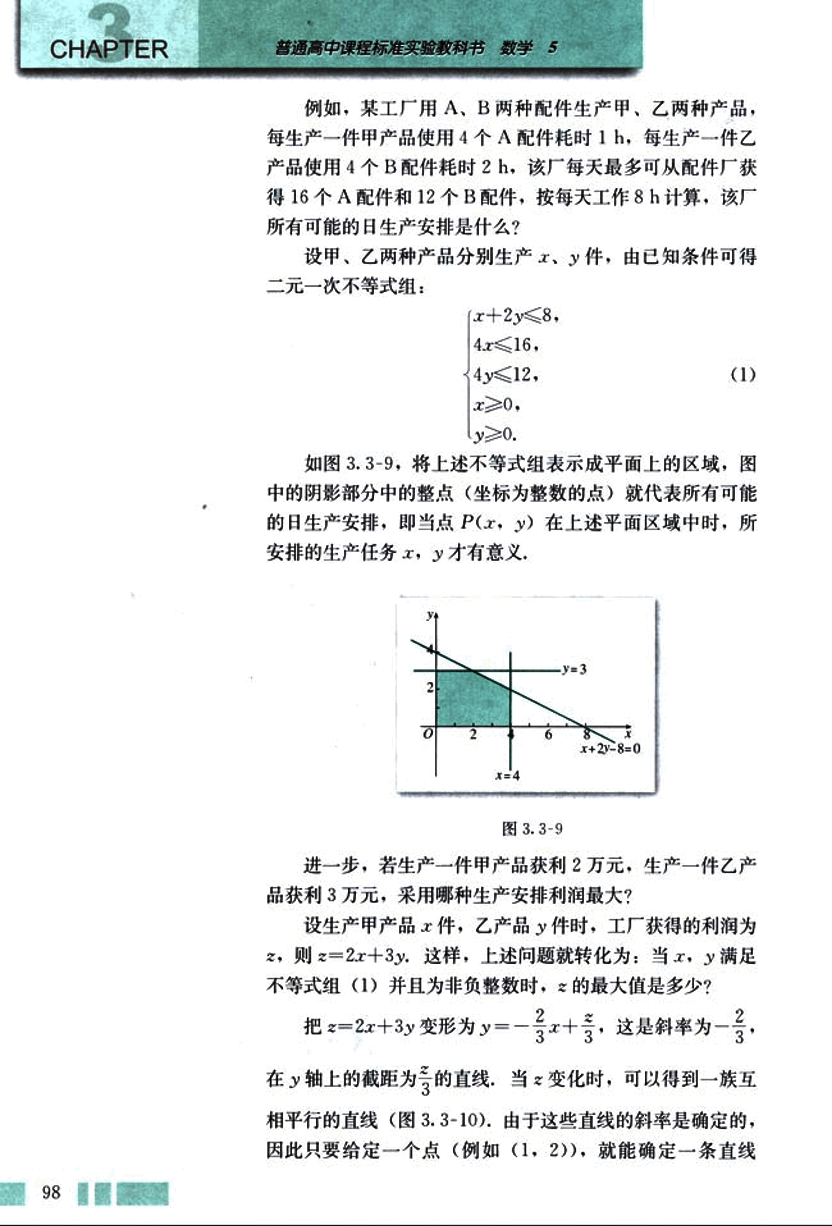 3
CHAPTER
普通高中课程标准实验教科书 数学 5
例如，某工厂用 A、B两种配件生产甲、乙两种产品，
每生产一件甲产品使用 4 个 A 配件耗时 1 h，每生产一件乙
产品使用 4 个 B配件耗时 2 h，该厂每天最多可从配件厂获
得 16 个 A 配件和 12 个 B配件，按每天工作 8 h计算，该厂
所有可能的日生产安排是什么？
设甲、乙两种产品分别生产 x、y 件，由已知条件可得
二元一次不等式组：
x+2y⩽8，
4x⩽16，
4y⩽12， (1)
x⩾0，
y⩾0.
如图 3.3-9，将上述不等式组表示成平面上的区域，图
中的阴影部分中的整点（坐标为整数的点）就代表所有可能
的日生产安排，即当点 P(x，y) 在上述平面区域中时，所
安排的生产任务 x，y 才有意义.
y
4
y=3
2
O 2 4 6 8 x
x+2y-8=0
x=4
图 3.3-9
进一步，若生产一件甲产品获利 2 万元，生产一件乙产
品获利 3 万元，采用哪种生产安排利润最大？
设生产甲产品 x 件，乙产品 y 件时，工厂获得的利润为
z，则 z=2x+3y. 这样，上述问题就转化为：当 x，y 满足
不等式组（1）并且为非负整数时，z 的最大值是多少？
把 z=2x+3y 变形为 y=-2/3x+z/3，这是斜率为-2/3，
在 y 轴上的截距为z/3的直线. 当 z 变化时，可以得到一族互
相平行的直线（图 3.3-10）. 由于这些直线的斜率是确定的，
因此只要给定一个点（例如（1，2）），就能确定一条直线
98